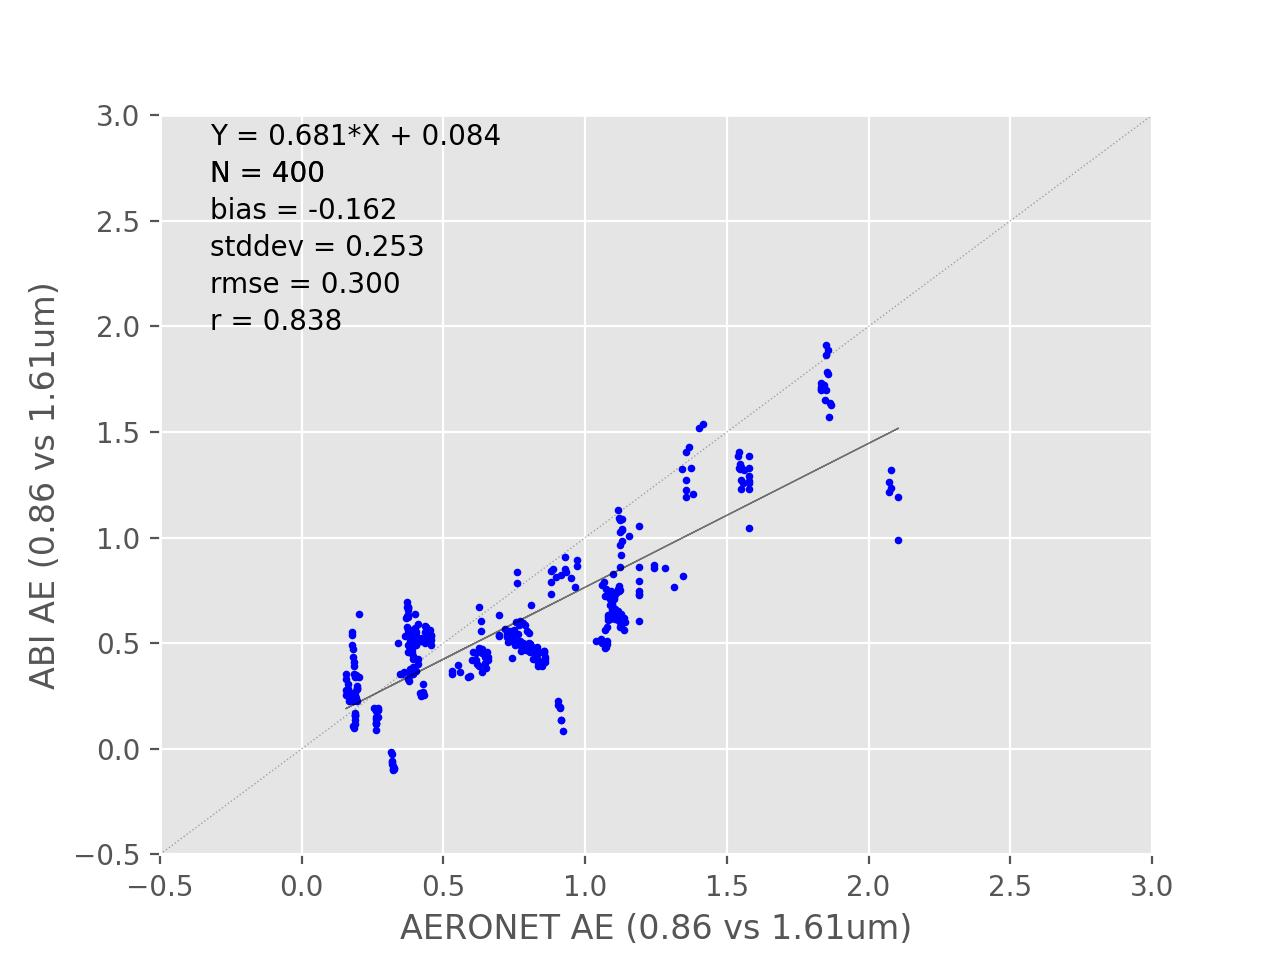 3.0
Y = 0.681*X + 0.084
N = 400
bias = -0.162
2.5
stddev = 0.253
rmse = 0.300
r = 0.838
2.0
1.5
1.0
0.5
0.0
−0.5
ABI AE (0.86 vs 1.61um)
−0.5 0.0 0.5 1.0 1.5 2.0 2.5 3.0
AERONET AE (0.86 vs 1.61um)